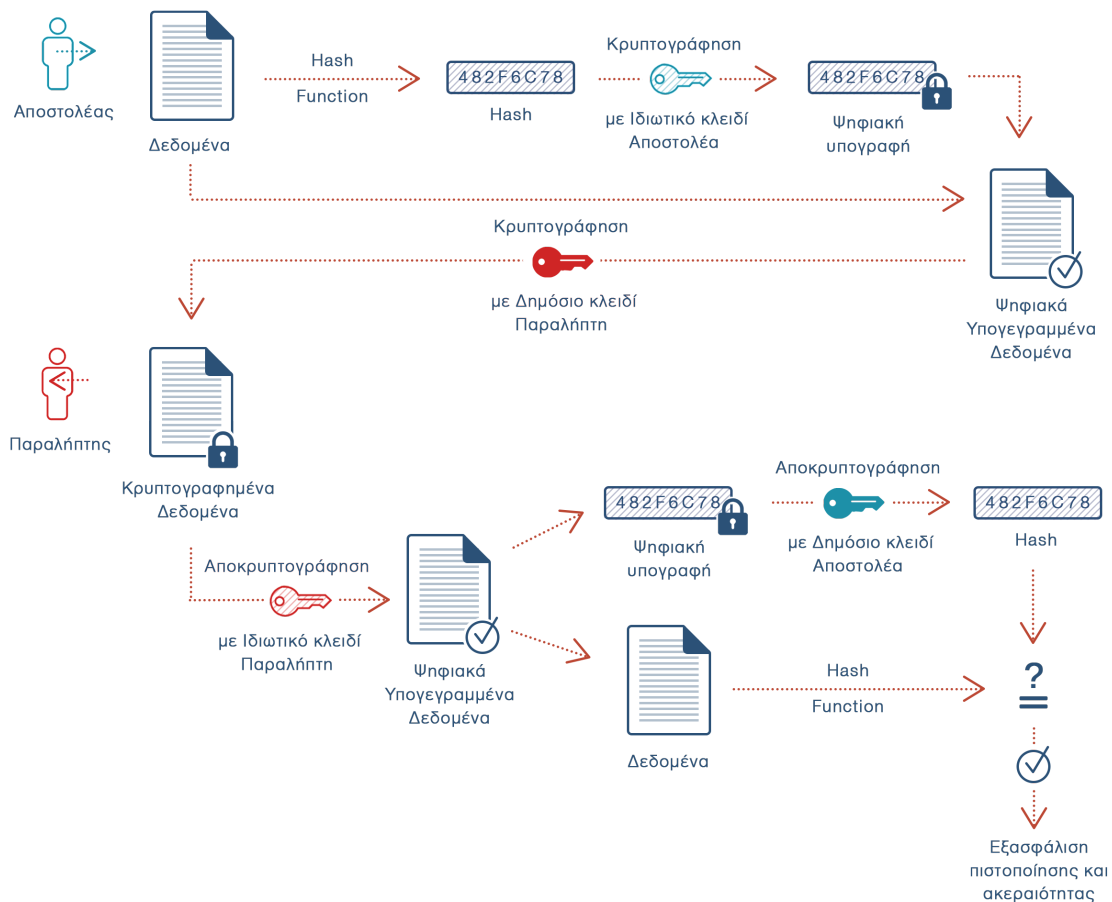 Αποστολέας
Δεδομένα
Hash
Function
482F6C78
Hash
Κρυπτογράφηση
με Ιδιωτικό κλειδί
Αποστολέα
482F6C78
Ψηφιακή
υπογραφή
Κρυπτογράφηση
με Δημόσιο κλειδί
Παραλήπτη
Ψηφιακά
Υπογεγραμμένα
Δεδομένα
Παραλήπτης
Κρυπτογραφημένα
Δεδομένα
Αποκρυπτογράφηση
με Ιδιωτικό κλειδί
Παραλήπτη
Ψηφιακά
Υπογεγραμμένα
Δεδομένα
482F6C78
Ψηφιακή
υπογραφή
Αποκρυπτογράφηση
με Δημόσιο κλειδί
Αποστολέα
482F6C78
Hash
Δεδομένα
Hash
Function
?
=
Εξασφάλιση
πιστοποίησης και
ακεραιότητας